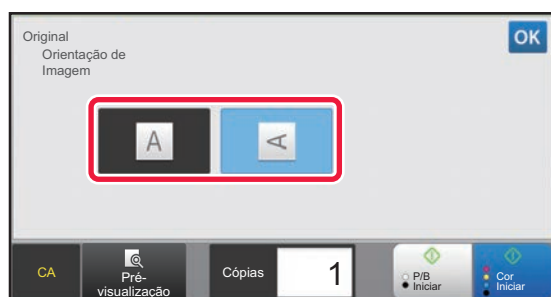 Original
OK
Orientação de
Imagem
A
A
CA
Pré-
visualização
Cópias
1
P/B
Iniciar
Cor
Iniciar